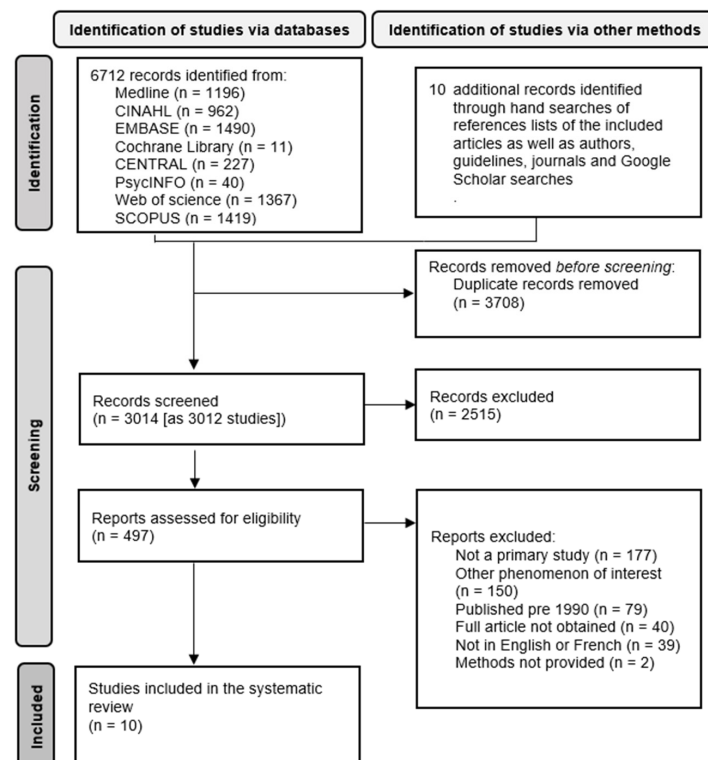 Identification of studies via databases
Identification of studies via other methods
Identification
6712 records identified from:
Medline (n = 1196)
CINAHL (n = 962)
EMBASE (n = 1490)
Cochrane Library (n = 11)
CENTRAL (n = 227)
PsycINFO (n = 40)
Web of science (n = 1367)
SCOPUS (n = 1419)
10 additional records identified
through hand searches of
references lists of the included
articles as well as authors,
guidelines, journals and Google
Scholar searches
.
Screening
Records removed before screening:
Duplicate records removed
(n = 3708)
Records screened
(n = 3014 [as 3012 studies])
Records excluded
(n = 2515)
Reports assessed for eligibility
(n = 497)
Reports excluded:
Not a primary study (n = 177)
Other phenomenon of interest
(n = 150)
Published pre 1990 (n = 79)
Full article not obtained (n = 40)
Not in English or French (n = 39)
Methods not provided (n = 2)
Included
Studies included in the systematic
review
(n = 10)